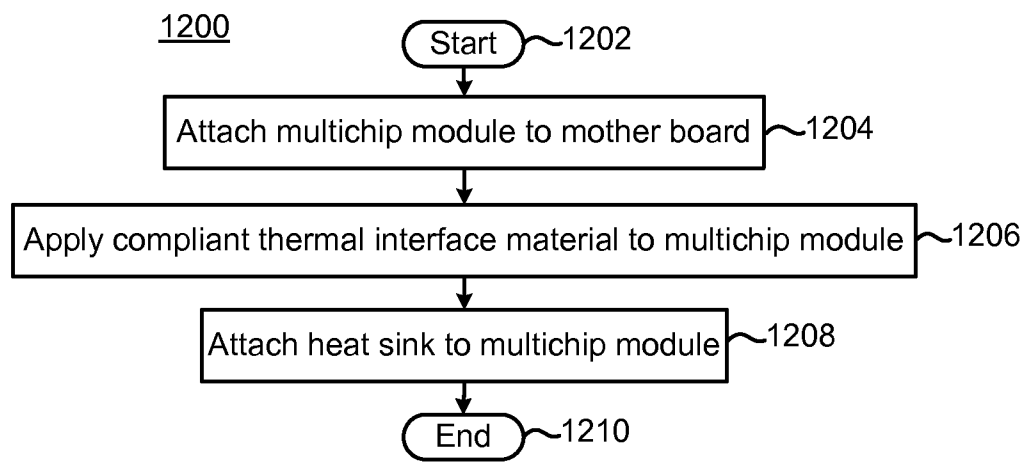 1200
Start
1202
Attach multichip module to mother board
1204
Apply compliant thermal interface material to multichip module
1206
Attach heat sink to multichip module
1208
End
1210